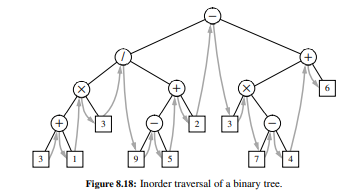 −
/ +
× + × 6
+ 3 − 2 3 −
3 1 9 5 7 4
Figure 8.18: Inorder traversal of a binary tree.